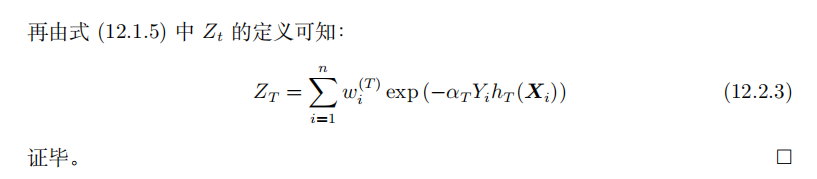 再由式 (12.1.5) 中 Z_t 的定义可知：
Z_T = \sum_{i=1}^{n} w_i^{(T)} \exp(-\alpha_T Y_i h_T(\boldsymbol{X}_i)) (12.2.3)
证毕。 □